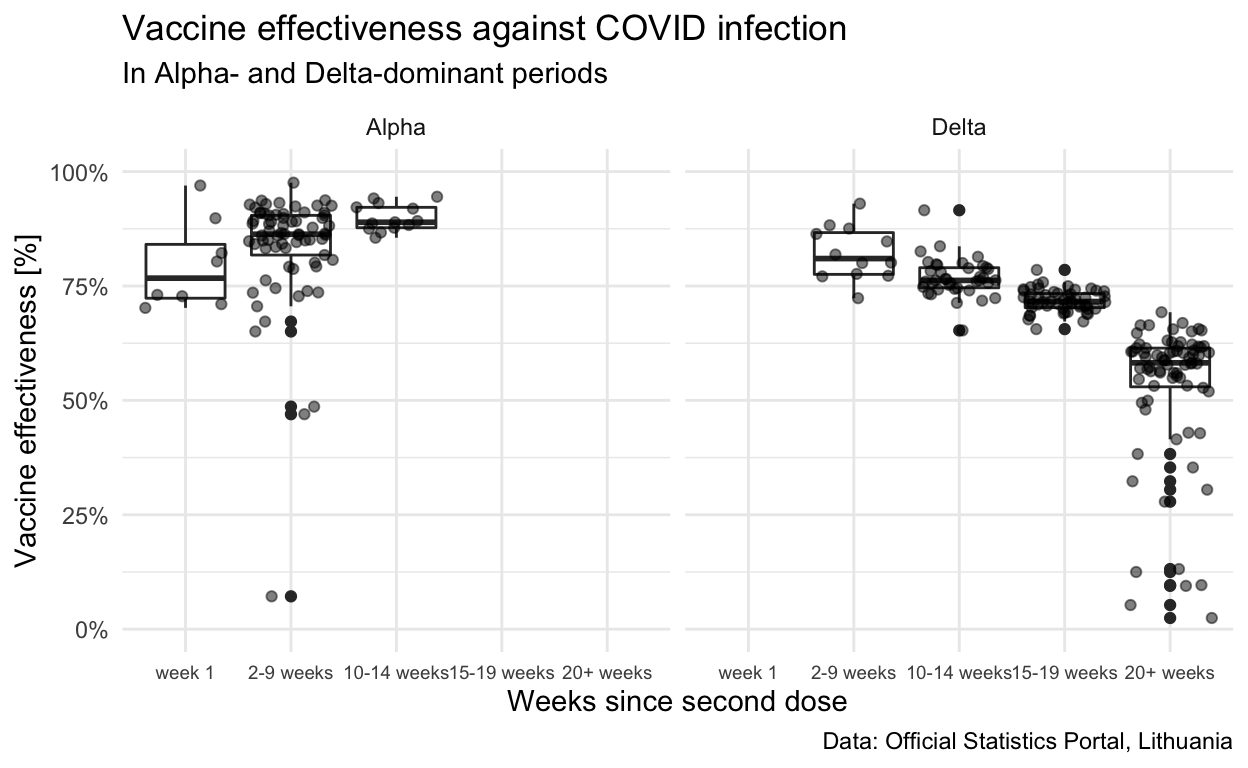 Vaccine effectiveness against COVID infection
In Alpha- and Delta-dominant periods
Alpha
Delta
Vaccine effectiveness [%]
100%
75%
50%
25%
0%
week 1 2-9 weeks 10-14 weeks 15-19 weeks 20+ weeks
week 1 2-9 weeks 10-14 weeks 15-19 weeks 20+ weeks
Weeks since second dose
Data: Official Statistics Portal, Lithuania